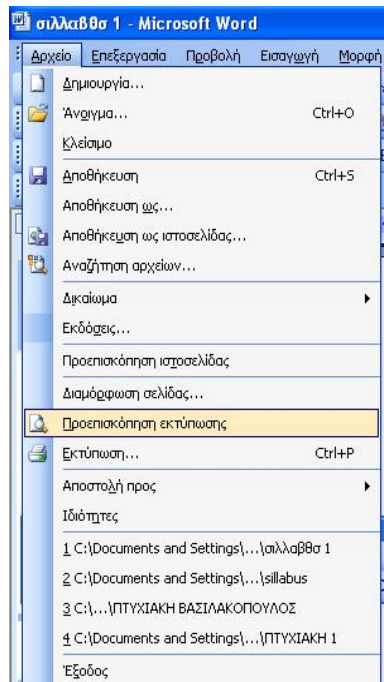 σιλλαβθσ 1 - Microsoft Word
Αρχείο Επεξεργασία Προβολή Εισαγωγή Μορφή
Δημιουργία...
Άνοιγμα... Ctrl+O
Κλείσιμο
Αποθήκευση Ctrl+S
Αποθήκευση ως...
Αποθήκευση ως ιστοσελίδας...
Αναζήτηση αρχείων...
Δικαίωμα
Εκδόσεις...
Προεπισκόπηση ιστοσελίδας
Διαμόρφωση σελίδας...
Προεπισκόπηση εκτύπωσης
Εκτύπωση... Ctrl+P
Αποστολή προς
Ιδιότητες
1 C:\Documents and Settings\...\σιλλαβθσ 1
2 C:\Documents and Settings\...\sillabus
3 C:\...\ΠΤΥΧΙΑΚΗ ΒΑΣΙΛΑΚΟΠΟΥΛΟΣ
4 C:\Documents and Settings\...\ΠΤΥΧΙΑΚΗ 1
Έξοδος